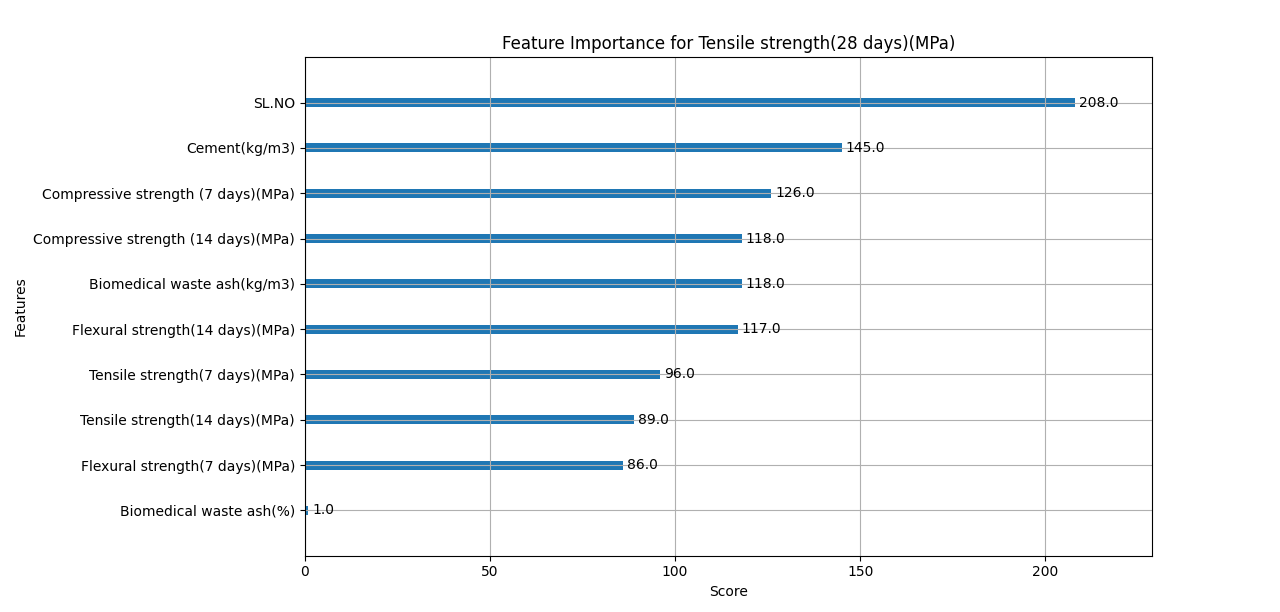 Feature Importance for Tensile strength(28 days)(MPa)
SL.NO 208.0
Cement(kg/m3) 145.0
Compressive strength (7 days)(MPa) 126.0
Compressive strength (14 days)(MPa) 118.0
Biomedical waste ash(kg/m3) 118.0
Flexural strength(14 days)(MPa) 117.0
Tensile strength(7 days)(MPa) 96.0
Tensile strength(14 days)(MPa) 89.0
Flexural strength(7 days)(MPa) 86.0
Biomedical waste ash(%) 1.0
Features
0 50 100 150 200
Score